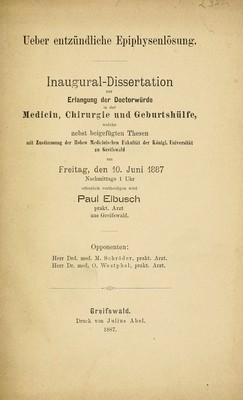 Ueber entzündliche Epiphysenlösung.
Inaugural-Dissertation
zur
Erlangung der Doctorwürde
in der
Medicin, Chirurgie und Geburtshülfe,
welche
nebst beigefügten Thesen
mit Zustimmung der Hohen Medicinischen Fakultät der Königl. Universität
zu Greifswald
am
Freitag, den 10. Juni 1887
Nachmittags 1 Uhr
öffentlich vertheidigen wird
Paul Elbusch
prakt. Arzt
aus Greifswald.
Opponenten:
Herr Drd. med. M. Schröder, prakt. Arzt.
Herr Dr. med. O. Westphal, prakt. Arzt.
Greifswald.
Druck von Julius Abel.
1887.